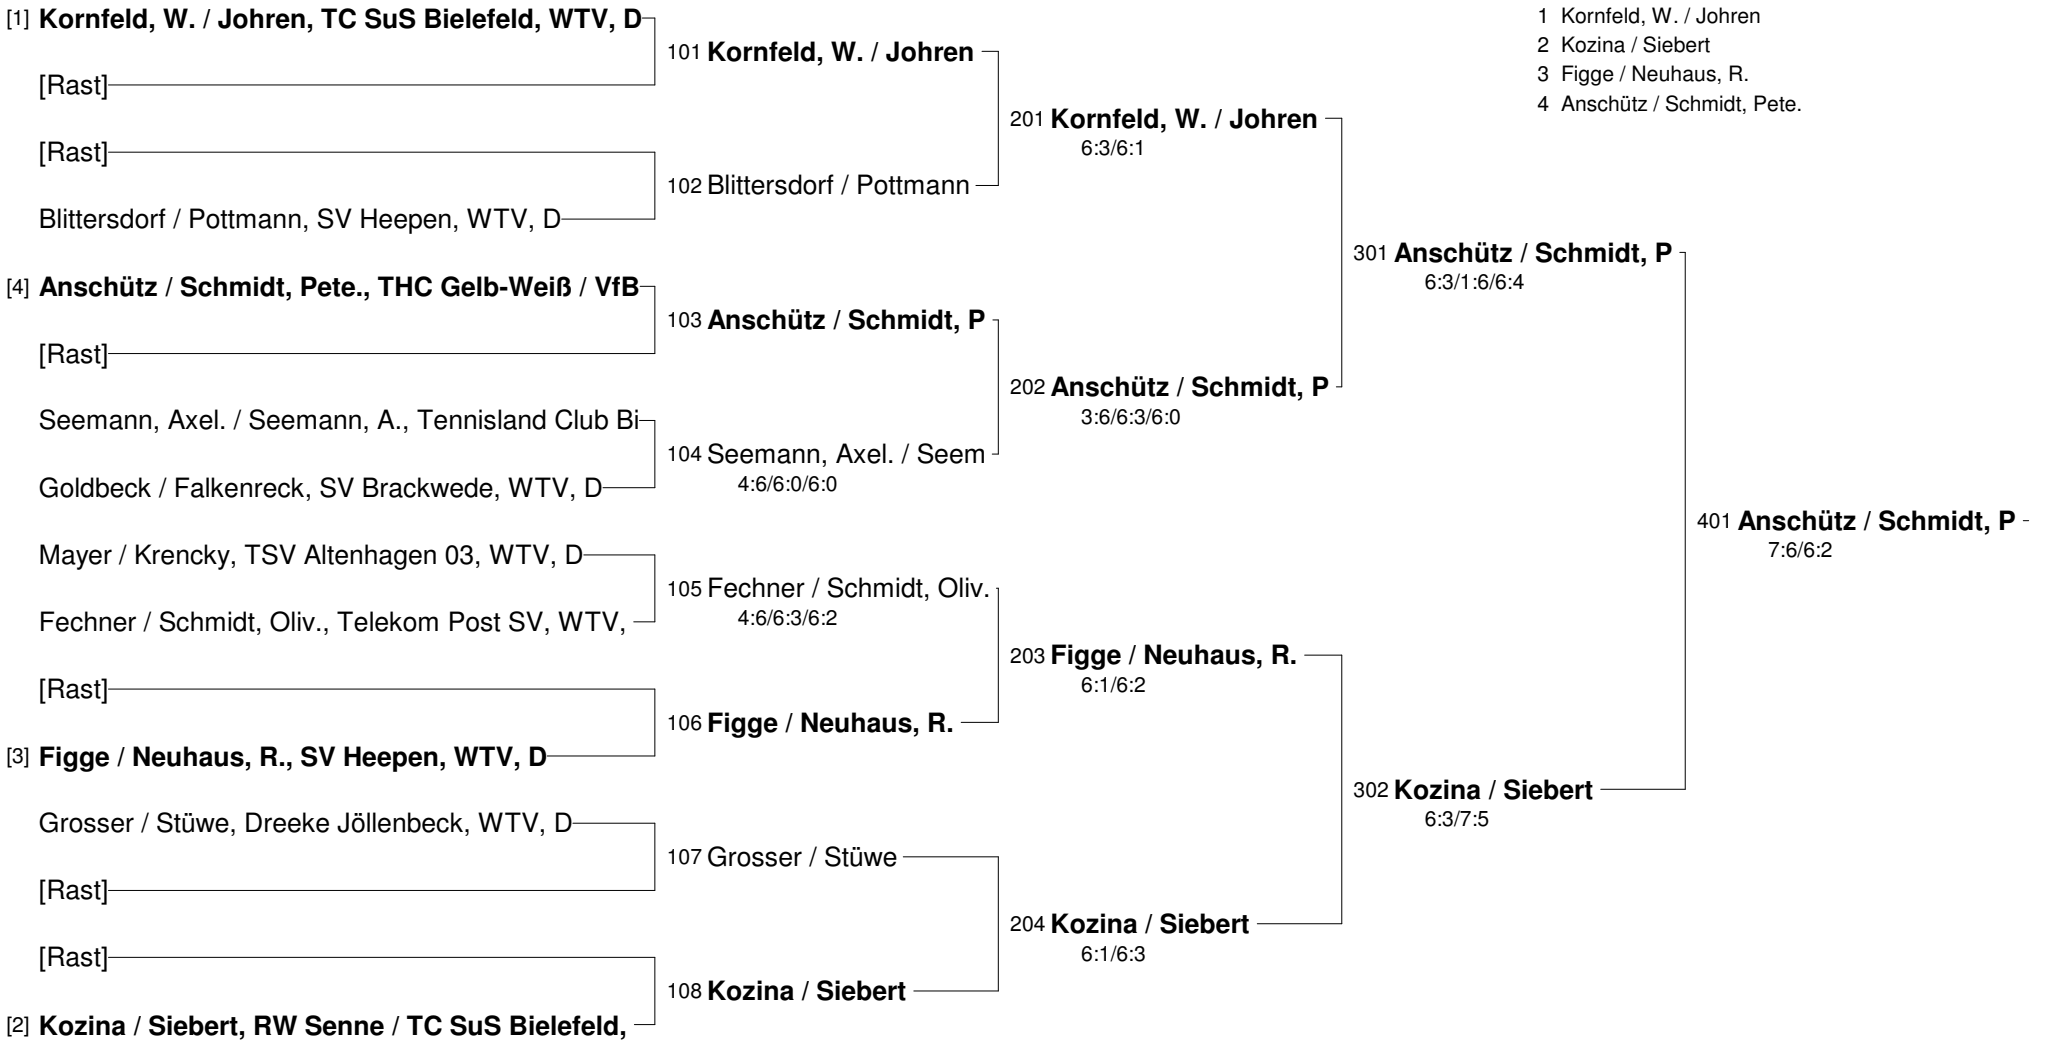 [1] Kornfeld, W. / Johren, TC SuS Bielefeld, WTV, D
[Rast]
[Rast]
Blittersdorf / Pottmann, SV Heepen, WTV, D
[4] Anschütz / Schmidt, Pete., THC Gelb-Weiß / VfB
[Rast]
Seemann, Axel. / Seemann, A., Tennisland Club Bi
Goldbeck / Falkenreck, SV Brackwede, WTV, D
Mayer / Krencky, TSV Altenhagen 03, WTV, D
Fechner / Schmidt, Oliv., Telekom Post SV, WTV,
[Rast]
[3] Figge / Neuhaus, R., SV Heepen, WTV, D
Grosser / Stüwe, Dreeke Jöllenbeck, WTV, D
[Rast]
[Rast]
[2] Kozina / Siebert, RW Senne / TC SuS Bielefeld,
101 Kornfeld, W. / Johren
102 Blittersdorf / Pottmann
103 Anschütz / Schmidt, P
104 Seemann, Axel. / Seem
4:6/6:0/6:0
105 Fechner / Schmidt, Oliv.
4:6/6:3/6:2
106 Figge / Neuhaus, R.
107 Grosser / Stüwe
108 Kozina / Siebert
201 Kornfeld, W. / Johren
6:3/6:1
202 Anschütz / Schmidt, P
3:6/6:3/6:0
203 Figge / Neuhaus, R.
6:1/6:2
204 Kozina / Siebert
6:1/6:3
301 Anschütz / Schmidt, P
6:3/1:6/6:4
302 Kozina / Siebert
6:3/7:5
401 Anschütz / Schmidt, P
7:6/6:2
1 Kornfeld, W. / Johren
2 Kozina / Siebert
3 Figge / Neuhaus, R.
4 Anschütz / Schmidt, Pete.